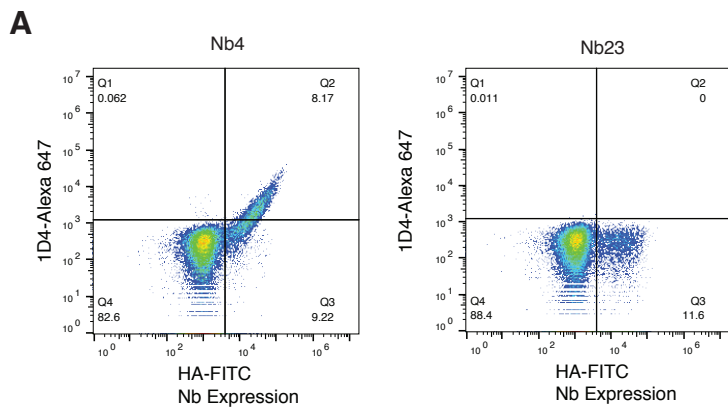 A
Nb4
Q1
0.062
Q2
8.17
Q4
82.6
Q3
9.22
10^7
10^6
10^5
10^4
10^3
10^2
10^1
10^0
1D4-Alexa 647
10^0
10^2
10^4
10^6
HA-FITC
Nb Expression
Nb23
Q1
0.011
Q2
0
Q4
88.4
Q3
11.6
10^7
10^6
10^5
10^4
10^3
10^2
10^1
10^0
1D4-Alexa 647
10^0
10^2
10^4
10^6
HA-FITC
Nb Expression